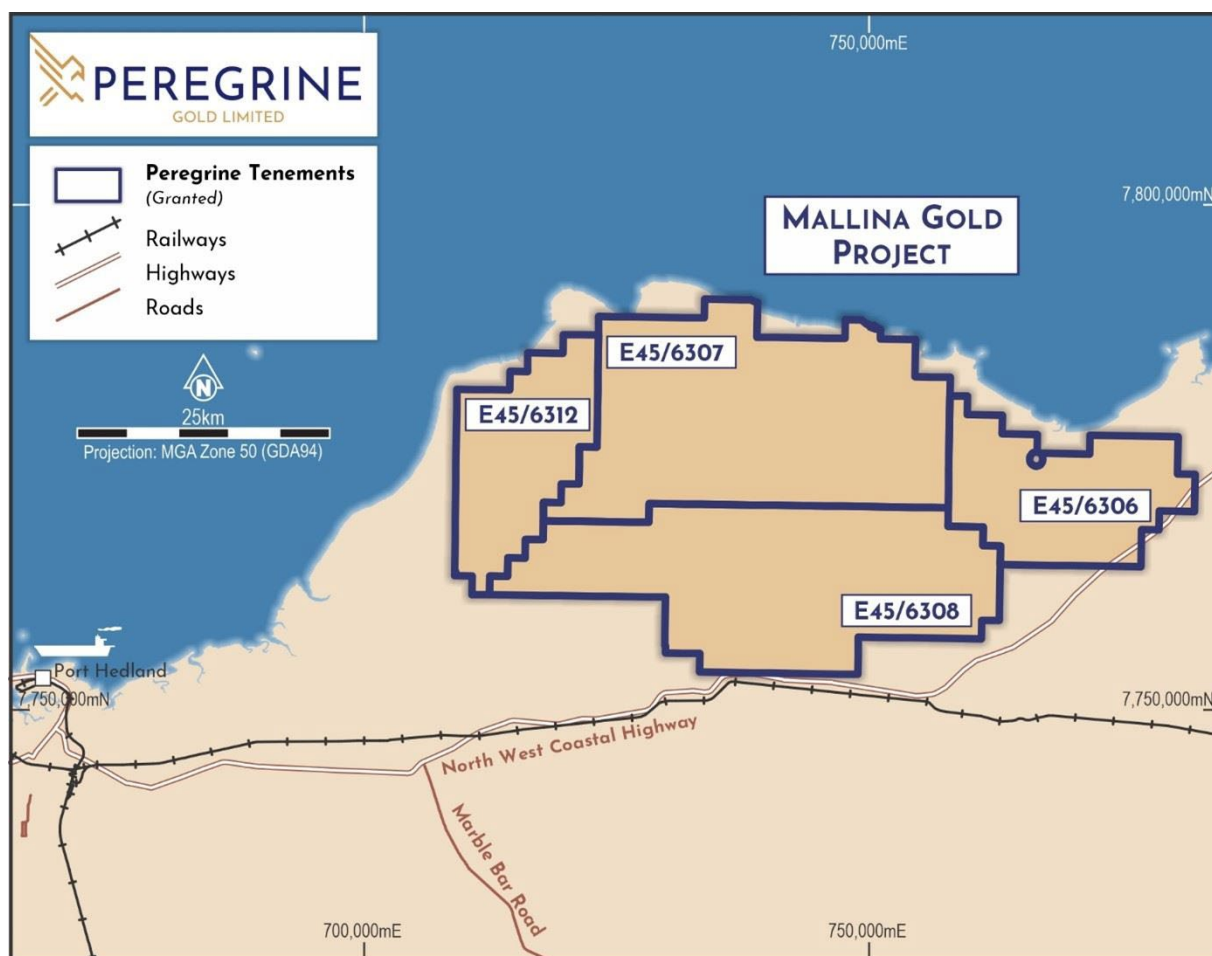 PEREGRINE
GOLD LIMITED
Peregrine Tenements
(Granted)
Railways
Highways
Roads
N
25km
Projection: MGA Zone 50 (GDA94)
750,000mE
7,800,000mN
MALLINA GOLD
PROJECT
E45/6307
E45/6312
E45/6306
E45/6308
Port Hedland
7,750,000mN
7,750,000mN
North West Coastal Highway
Marble Bar Road
700,000mE
750,000mE